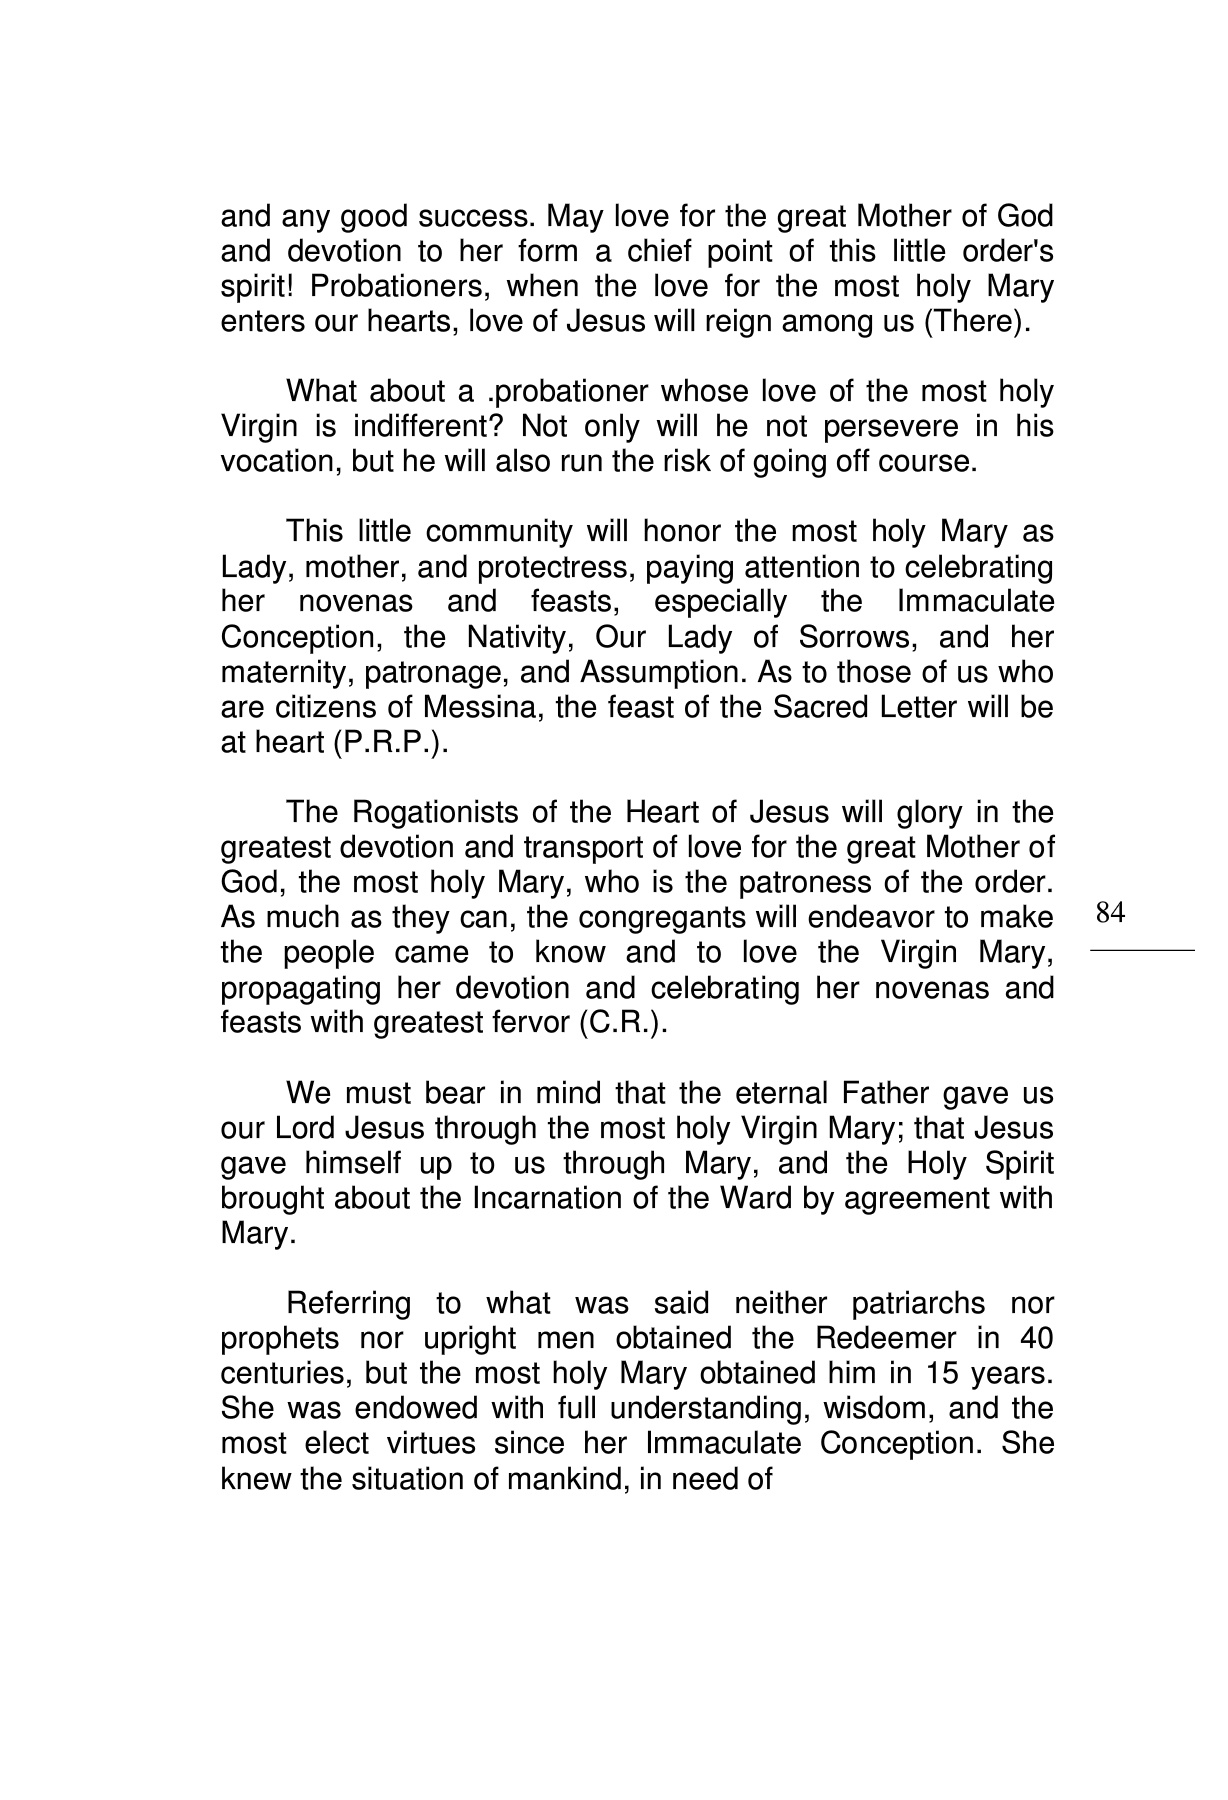 and any good success. May love for the great Mother of God
and devotion to her form a chief point of this little order's
spirit! Probationers, when the love for the most holy Mary
enters our hearts, love of Jesus will reign among us (There).
What about a .probationer whose love of the most holy
Virgin is indifferent? Not only will he not persevere in his
vocation, but he will also run the risk of going off course.
This little community will honor the most holy Mary as
Lady, mother, and protectress, paying attention to celebrating
her novenas and feasts, especially the Immaculate
Conception, the Nativity, Our Lady of Sorrows, and her
maternity, patronage, and Assumption. As to those of us who
are citizens of Messina, the feast of the Sacred Letter will be
at heart (P.R.P.).
The Rogationists of the Heart of Jesus will glory in the
greatest devotion and transport of love for the great Mother of
God, the most holy Mary, who is the patroness of the order.
As much as they can, the congregants will endeavor to make
the people came to know and to love the Virgin Mary,
propagating her devotion and celebrating her novenas and
feasts with greatest fervor (C.R.).
84
We must bear in mind that the eternal Father gave us
our Lord Jesus through the most holy Virgin Mary; that Jesus
gave himself up to us through Mary, and the Holy Spirit
brought about the Incarnation of the Ward by agreement with
Mary.
Referring to what was said neither patriarchs nor
prophets nor upright men obtained the Redeemer in 40
centuries, but the most holy Mary obtained him in 15 years.
She was endowed with full understanding, wisdom, and the
most elect virtues since her Immaculate Conception. She
knew the situation of mankind, in need of